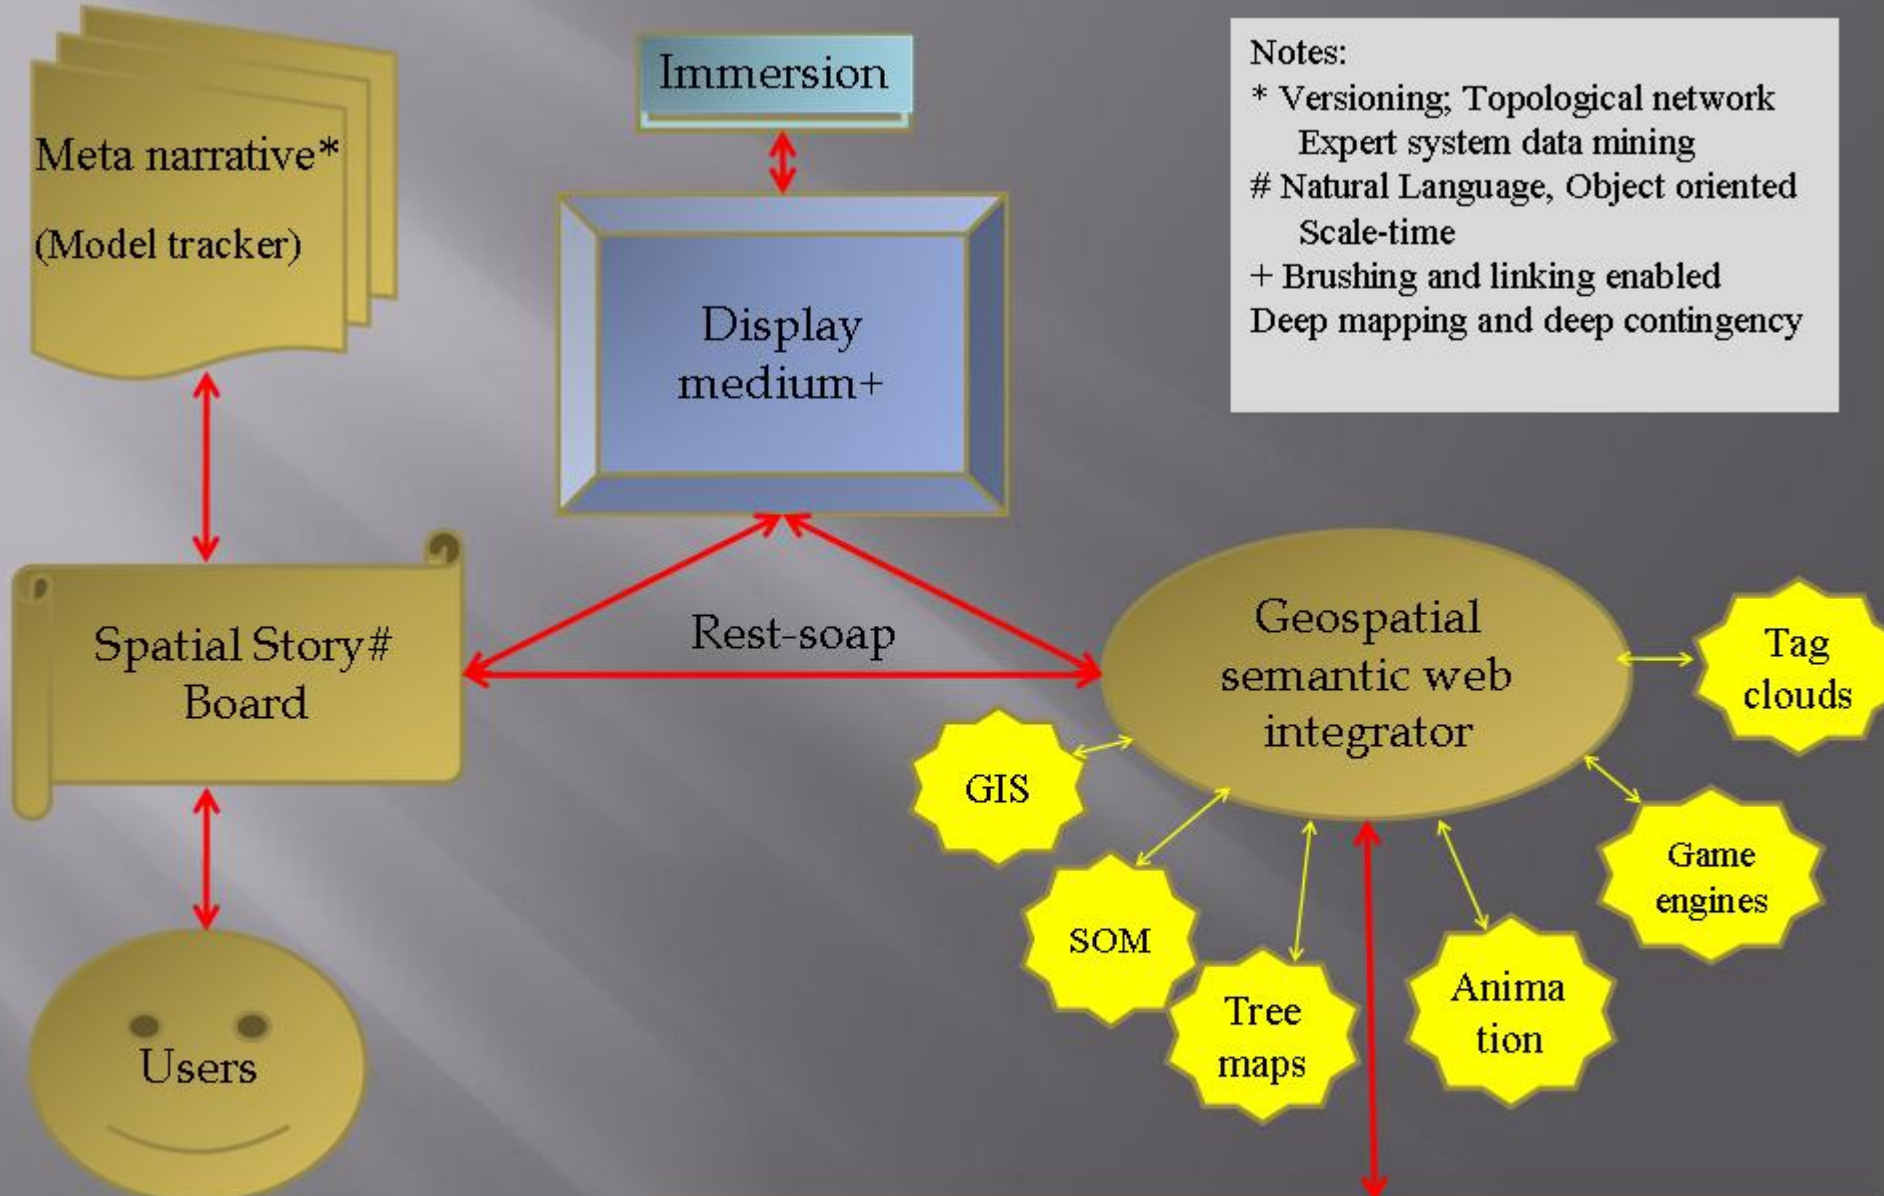 Meta narrative*
(Model tracker)
Immersion
Display
medium+
Notes:
* Versioning; Topological network
Expert system data mining
# Natural Language, Object oriented
Scale-time
+ Brushing and linking enabled
Deep mapping and deep contingency
Spatial Story#
Board
Rest-soap
Geospatial
semantic web
integrator
Tag
clouds
GIS
Game
engines
SOM
Tree
maps
Anima
tion
Users